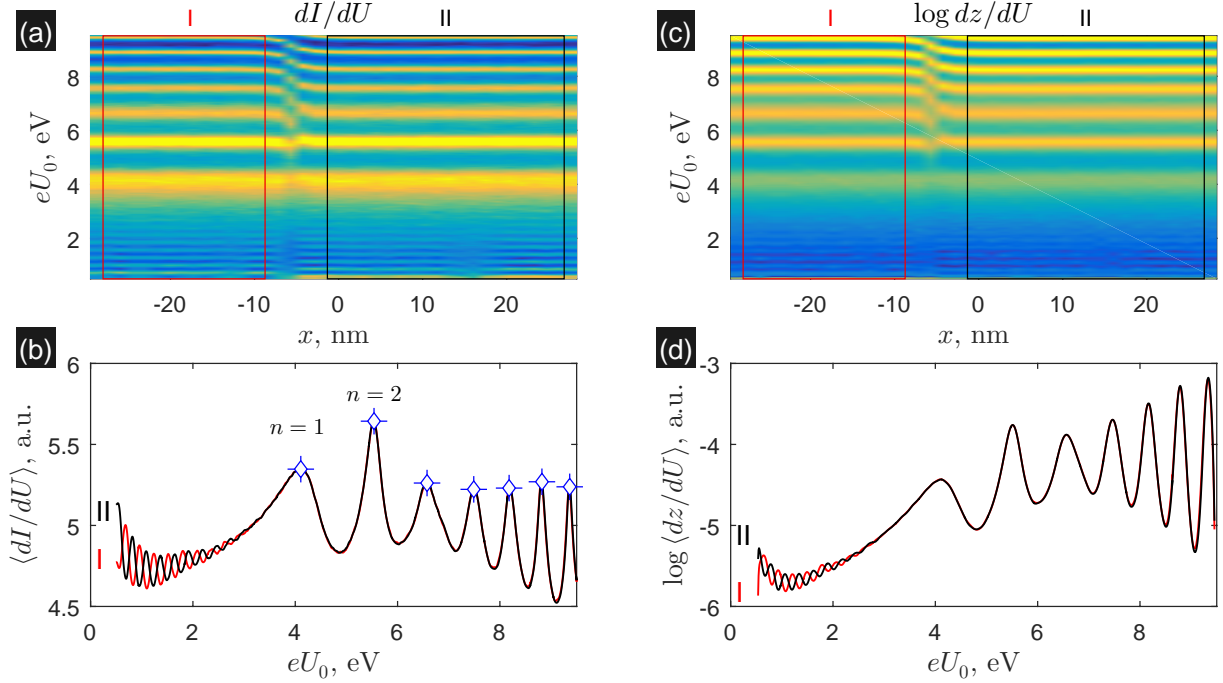 (a)
I
dI/dU
II
eU₀, eV
8
6
4
2
-20
-10
0
10
20
x, nm
(c)
I
log dz/dU
II
eU₀, eV
8
6
4
2
-20
-10
0
10
20
x, nm
(b)
⟨dI/dU⟩, a.u.
6
5.5
5
4.5
n = 1
n = 2
II
I
0
2
4
6
8
eU₀, eV
(d)
log ⟨dz/dU⟩, a.u.
-3
-4
-5
-6
II
I
0
2
4
6
8
eU₀, eV